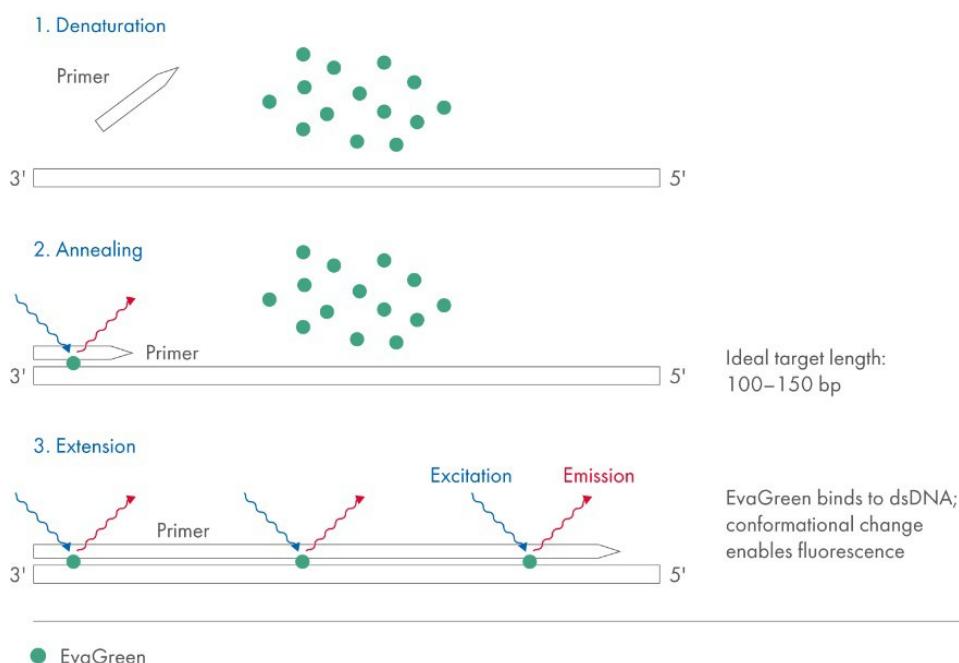 1. Denaturation
Primer
3'
5'
2. Annealing
Primer
3'
5'
Ideal target length:
100–150 bp
3. Extension
Excitation
Emission
Primer
3'
5'
EvaGreen binds to dsDNA;
conformational change
enables fluorescence
EvaGreen